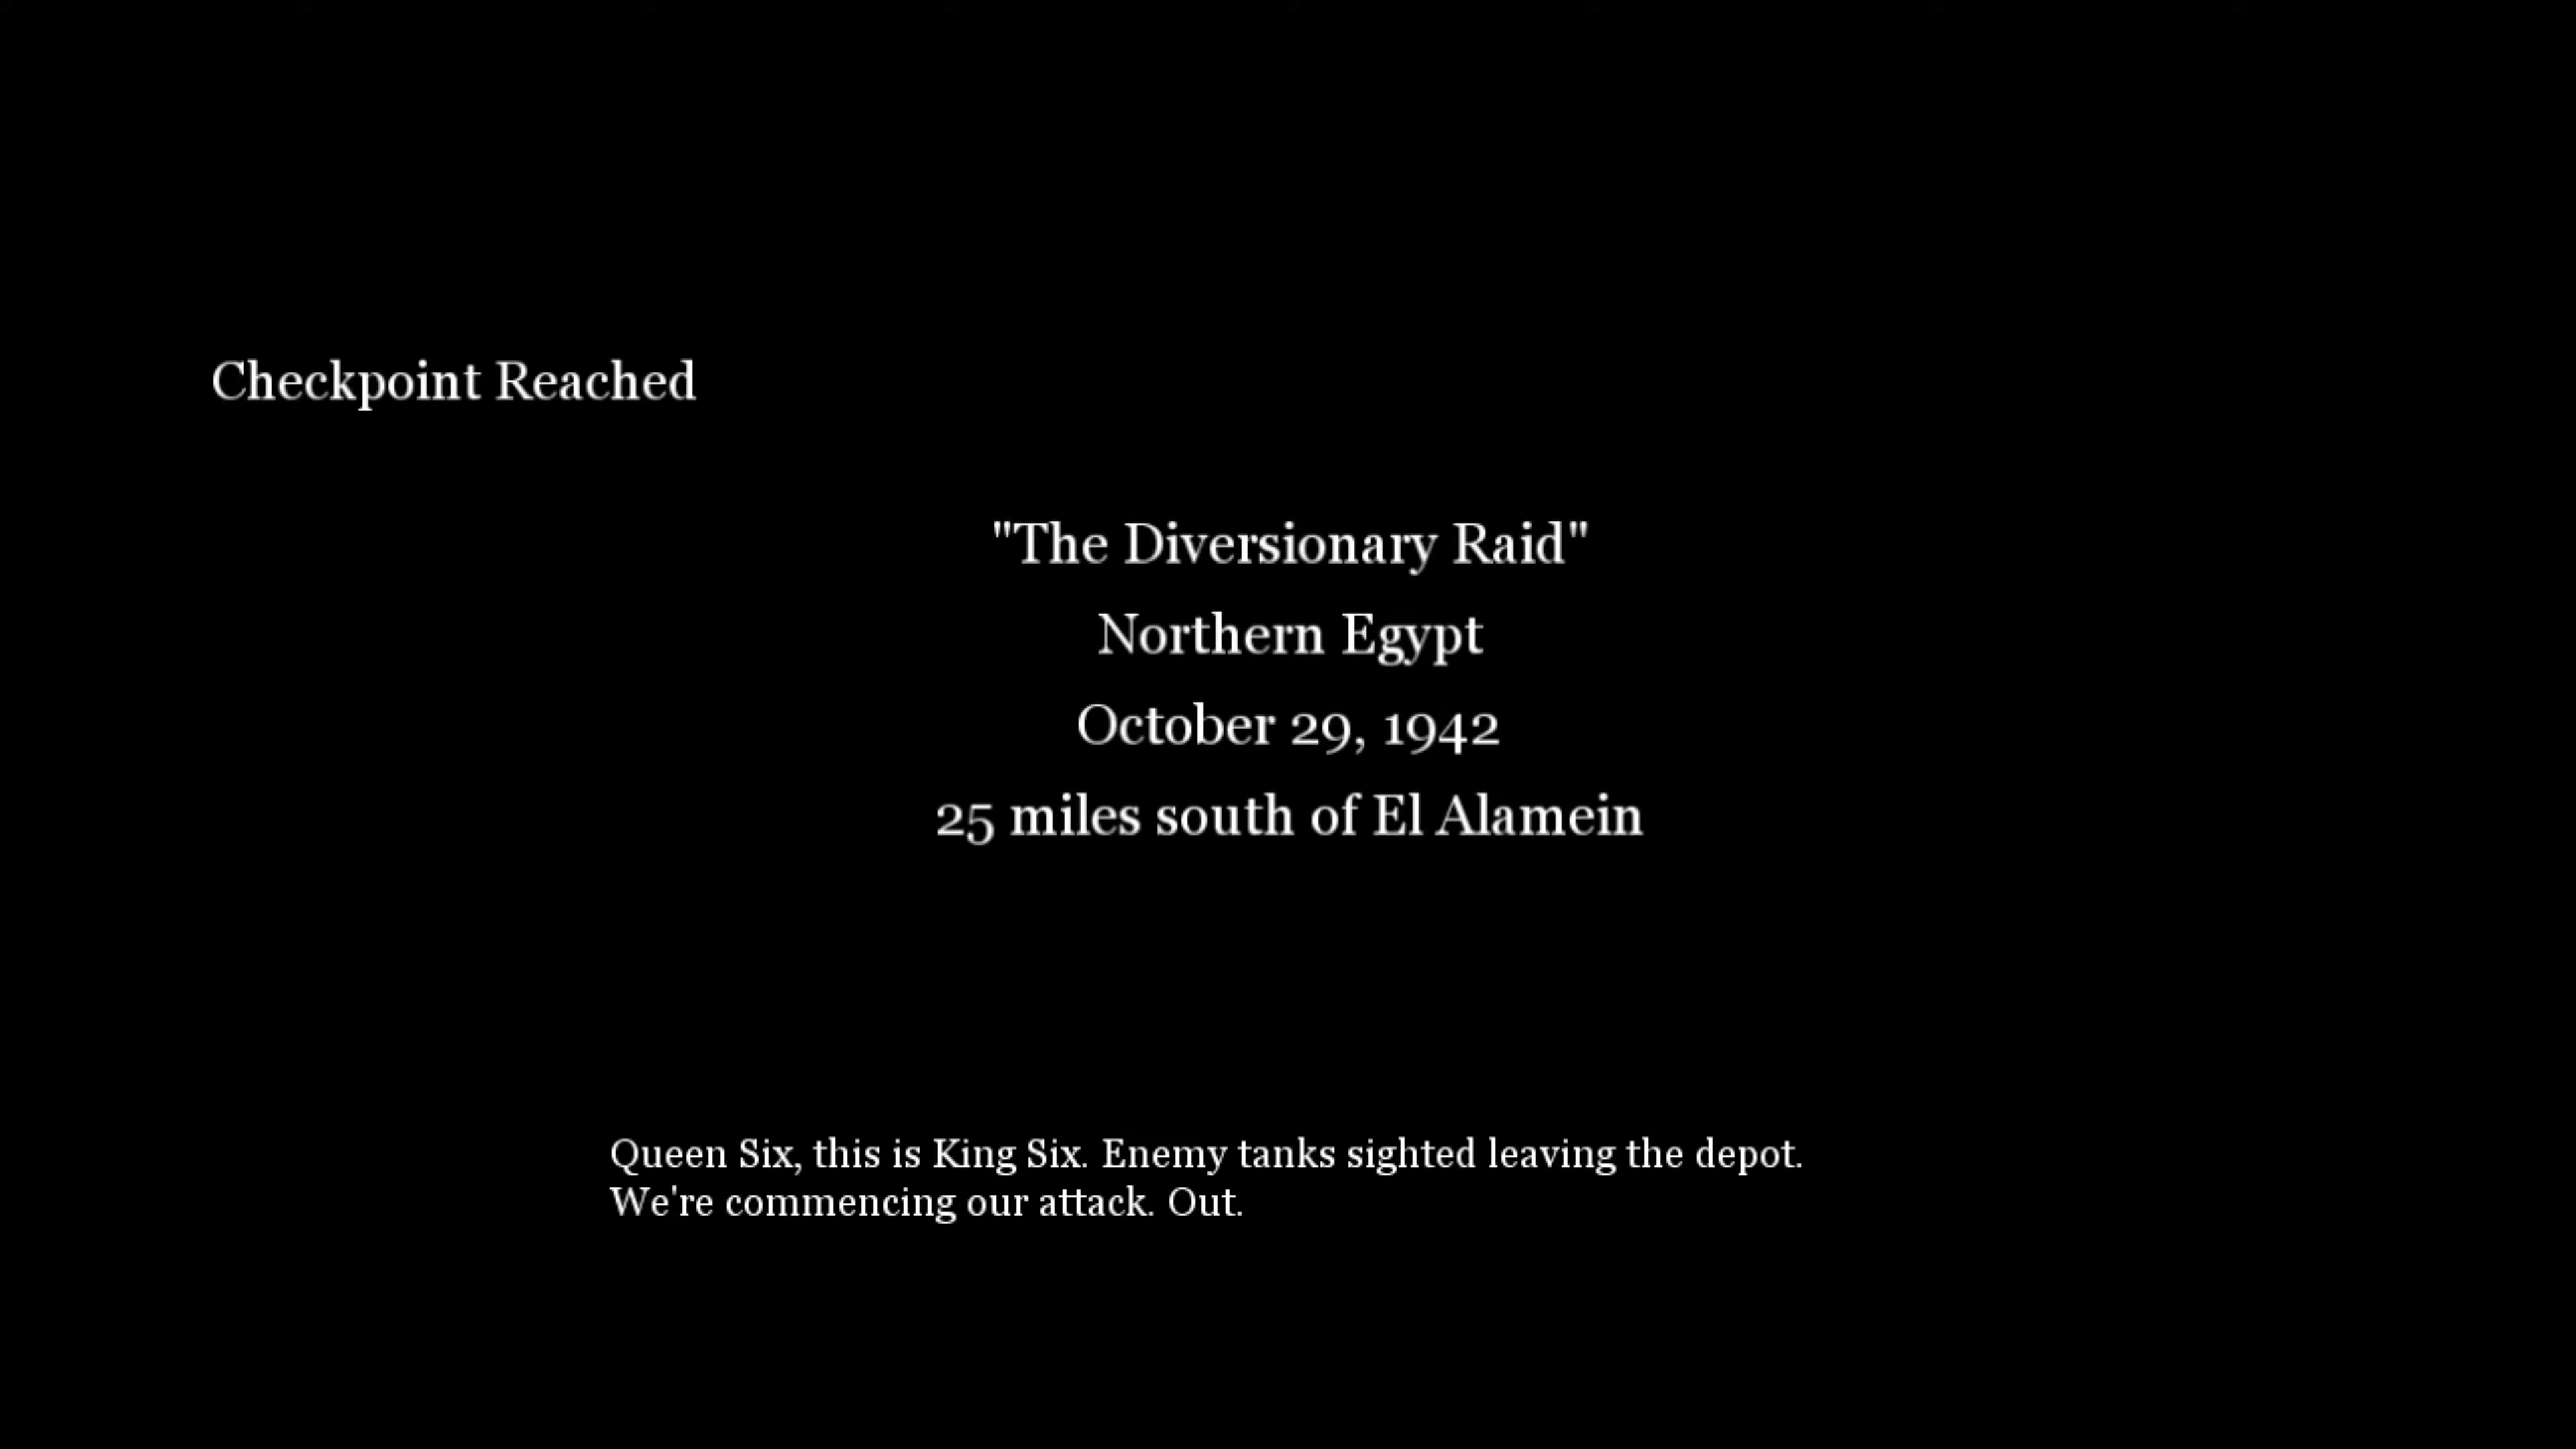 Checkpoint Reached
"The Diversionary Raid"
Northern Egypt
October 29, 1942
25 miles south of El Alamein
Queen Six, this is King Six. Enemy tanks sighted leaving the depot.
We're commencing our attack. Out.